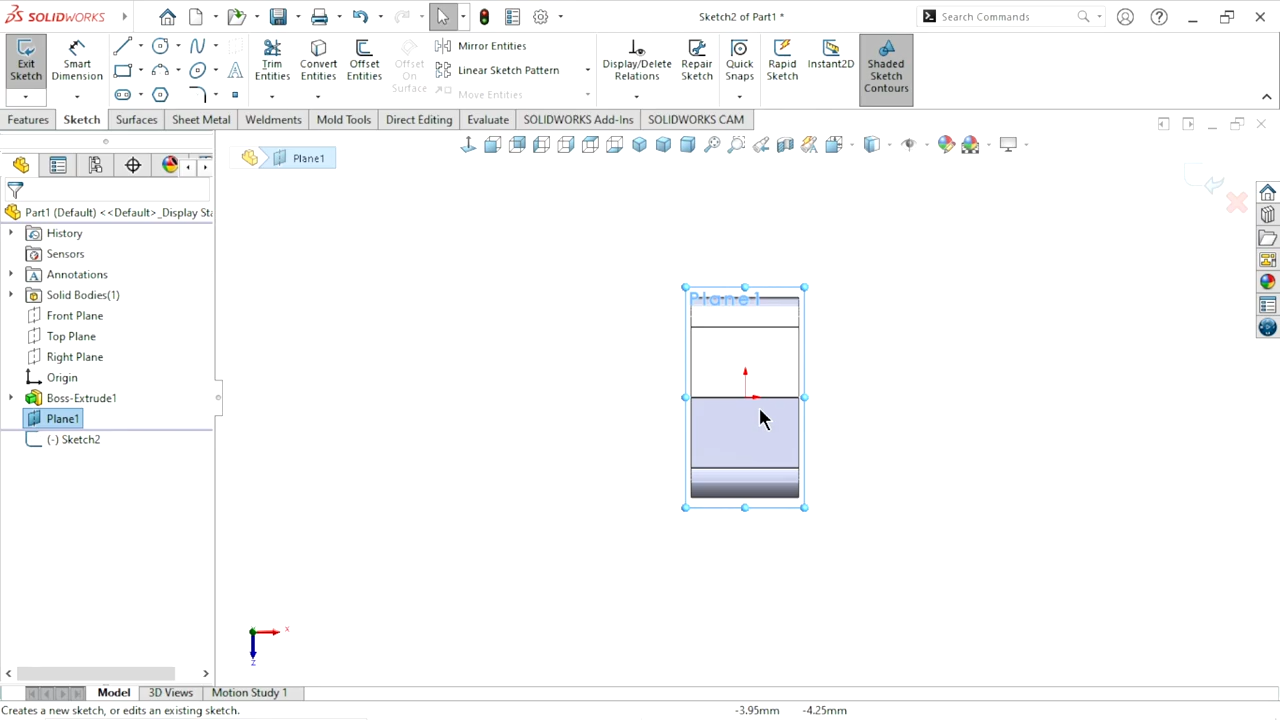 SOLIDWORKS
Sketch2 of Part1 *
Search Commands
Exit Sketch
Smart Dimension
Trim Entities
Convert Entities
Offset Entities
Offset On Surface
Mirror Entities
Linear Sketch Pattern
Move Entities
Display/Delete Relations
Repair Sketch
Quick Snaps
Rapid Sketch
Instant2D
Shaded Sketch Contours
Features
Sketch
Surfaces
Sheet Metal
Weldments
Mold Tools
Direct Editing
Evaluate
SOLIDWORKS Add-Ins
SOLIDWORKS CAM
Plane1
Part1 (Default) <<Default>_Display Sta
History
Sensors
Annotations
Solid Bodies(1)
Front Plane
Top Plane
Right Plane
Origin
Boss-Extrude1
Plane1
(-) Sketch2
Plane1
x
z
Model
3D Views
Motion Study 1
Creates a new sketch, or edits an existing sketch.
-3.95mm
-4.25mm